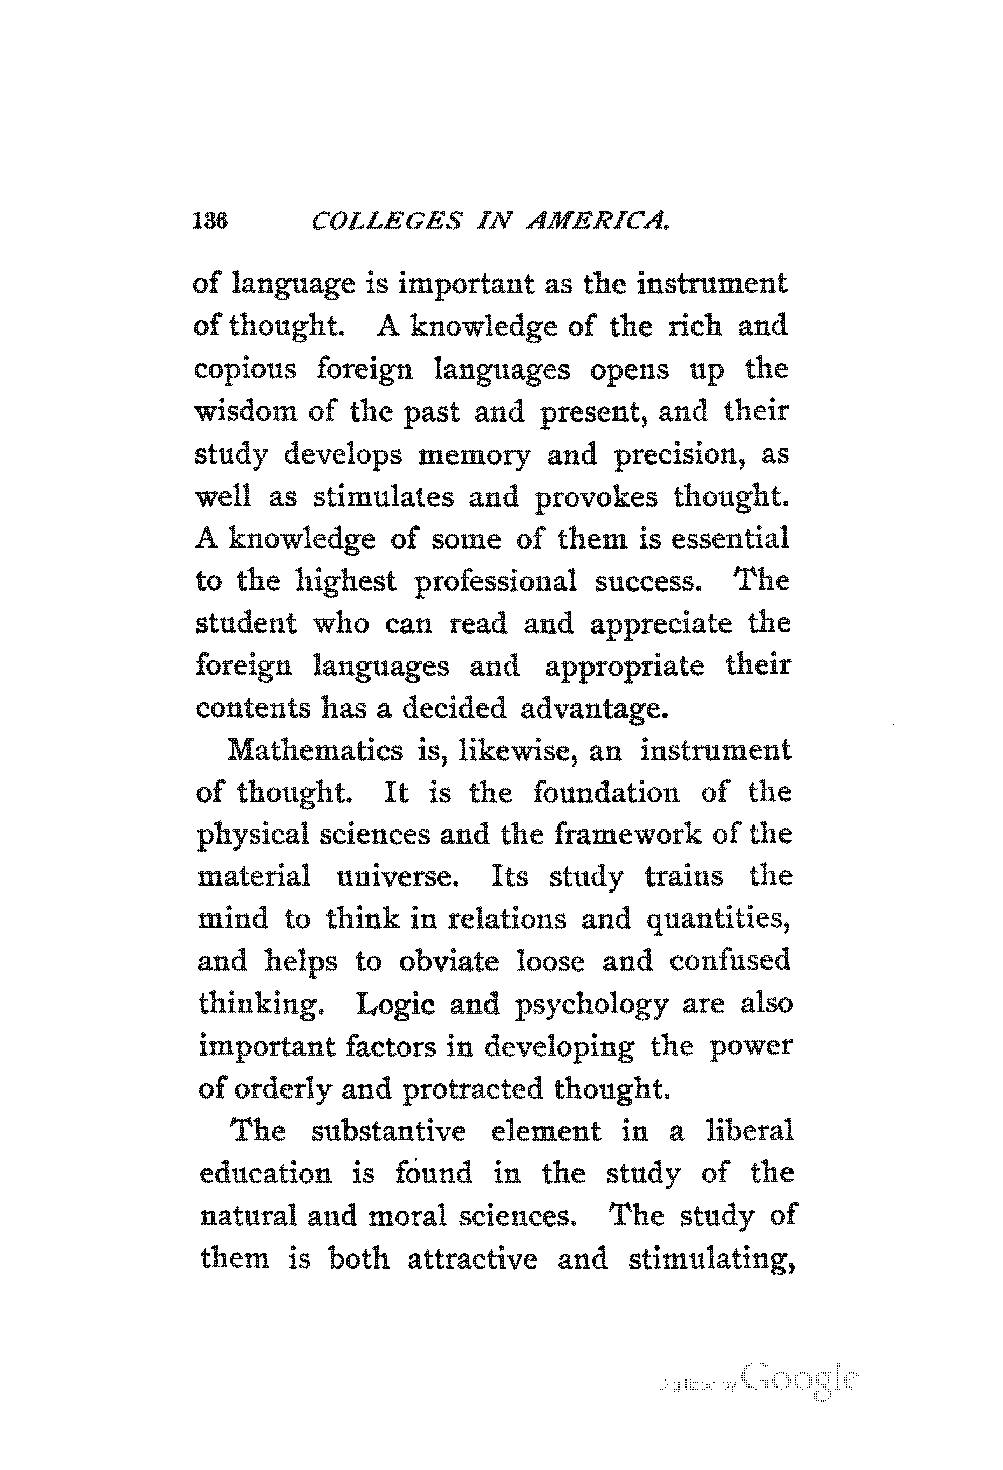 136 COLLEGES IN AMERICA.
of language is important as the instrument
of thought. A knowledge of the rich and
copious foreign languages opens up the
wisdom of the past and present, and their
study develops memory and precision, as
well as stimulates and provokes thought.
A knowledge of some of them is essential
to the highest professional success. The
student who can read and appreciate the
foreign languages and appropriate their
contents has a decided advantage.
Mathematics is, likewise, an instrument
of thought. It is the foundation of the
physical sciences and the framework of the
material universe. Its study trains the
mind to think in relations and quantities,
and helps to obviate loose and confused
thinking. Logic and psychology are also
important factors in developing the power
of orderly and protracted thought.
The substantive element in a liberal
education is found in the study of the
natural and moral sciences. The study of
them is both attractive and stimulating,
Digitized by Google